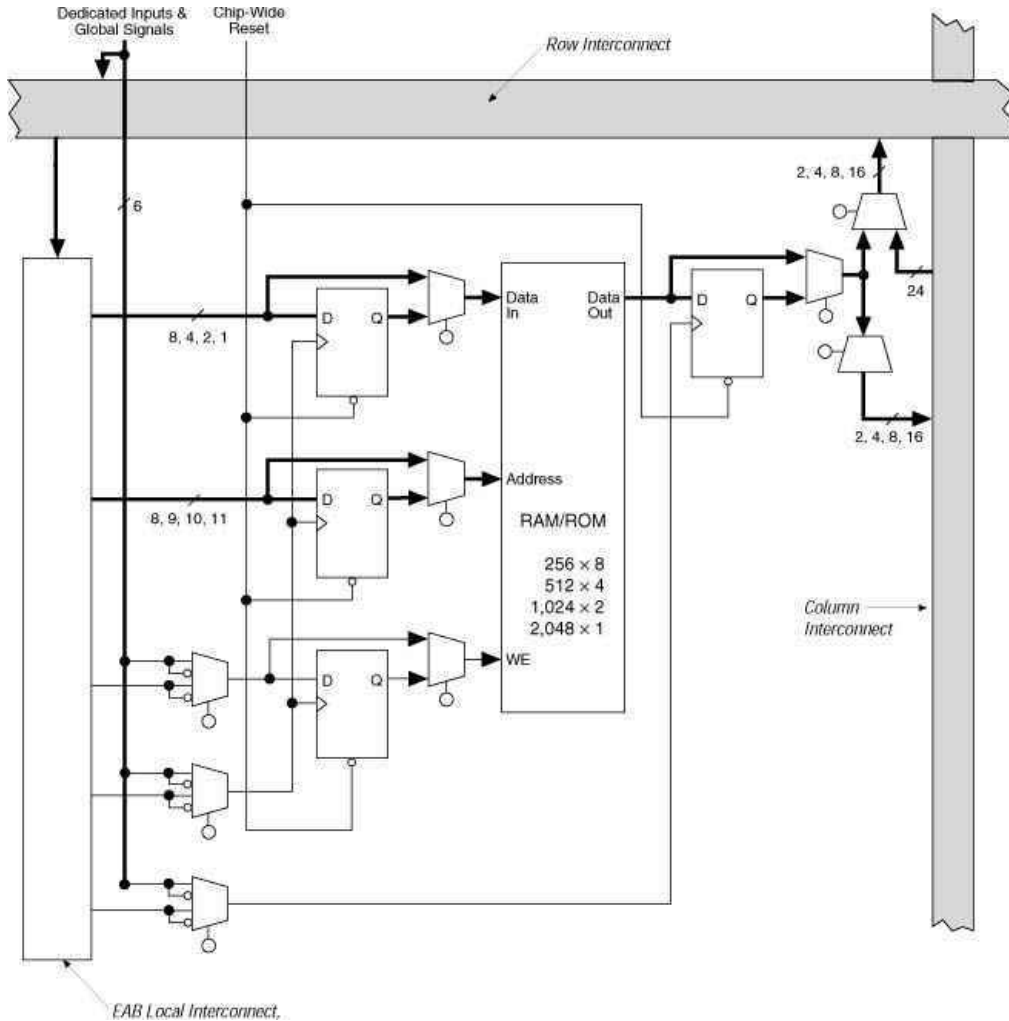 Dedicated Inputs &
Global Signals
Chip-Wide
Reset
Row Interconnect
6
2, 4, 8, 16
24
D
Q
Data
In
Data
Out
D
Q
8, 4, 2, 1
2, 4, 8, 16
D
Q
Address
8, 9, 10, 11
RAM/ROM
256 × 8
512 × 4
1,024 × 2
2,048 × 1
Column
Interconnect
D
Q
WE
EAB Local Interconnect,